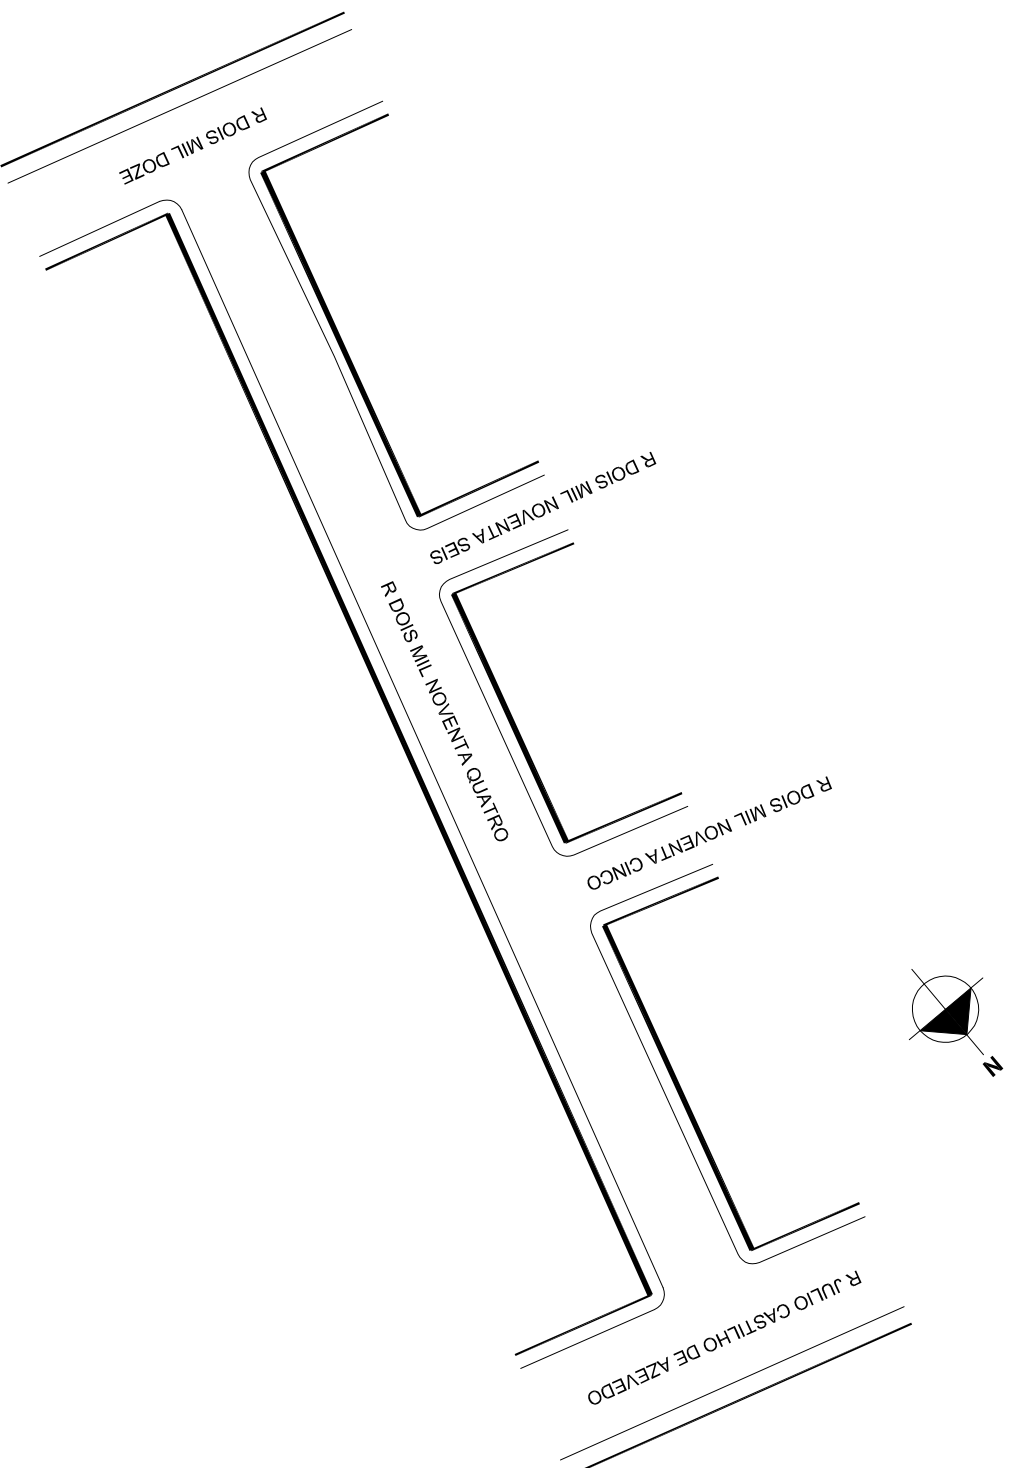 R DOIS MIL DOZE
R DOIS MIL NOVENTA SEIS
R DOIS MIL NOVENTA QUATRO
R DOIS MIL NOVENTA CINCO
N
R JULIO CASTILHO DE AZEVEDO